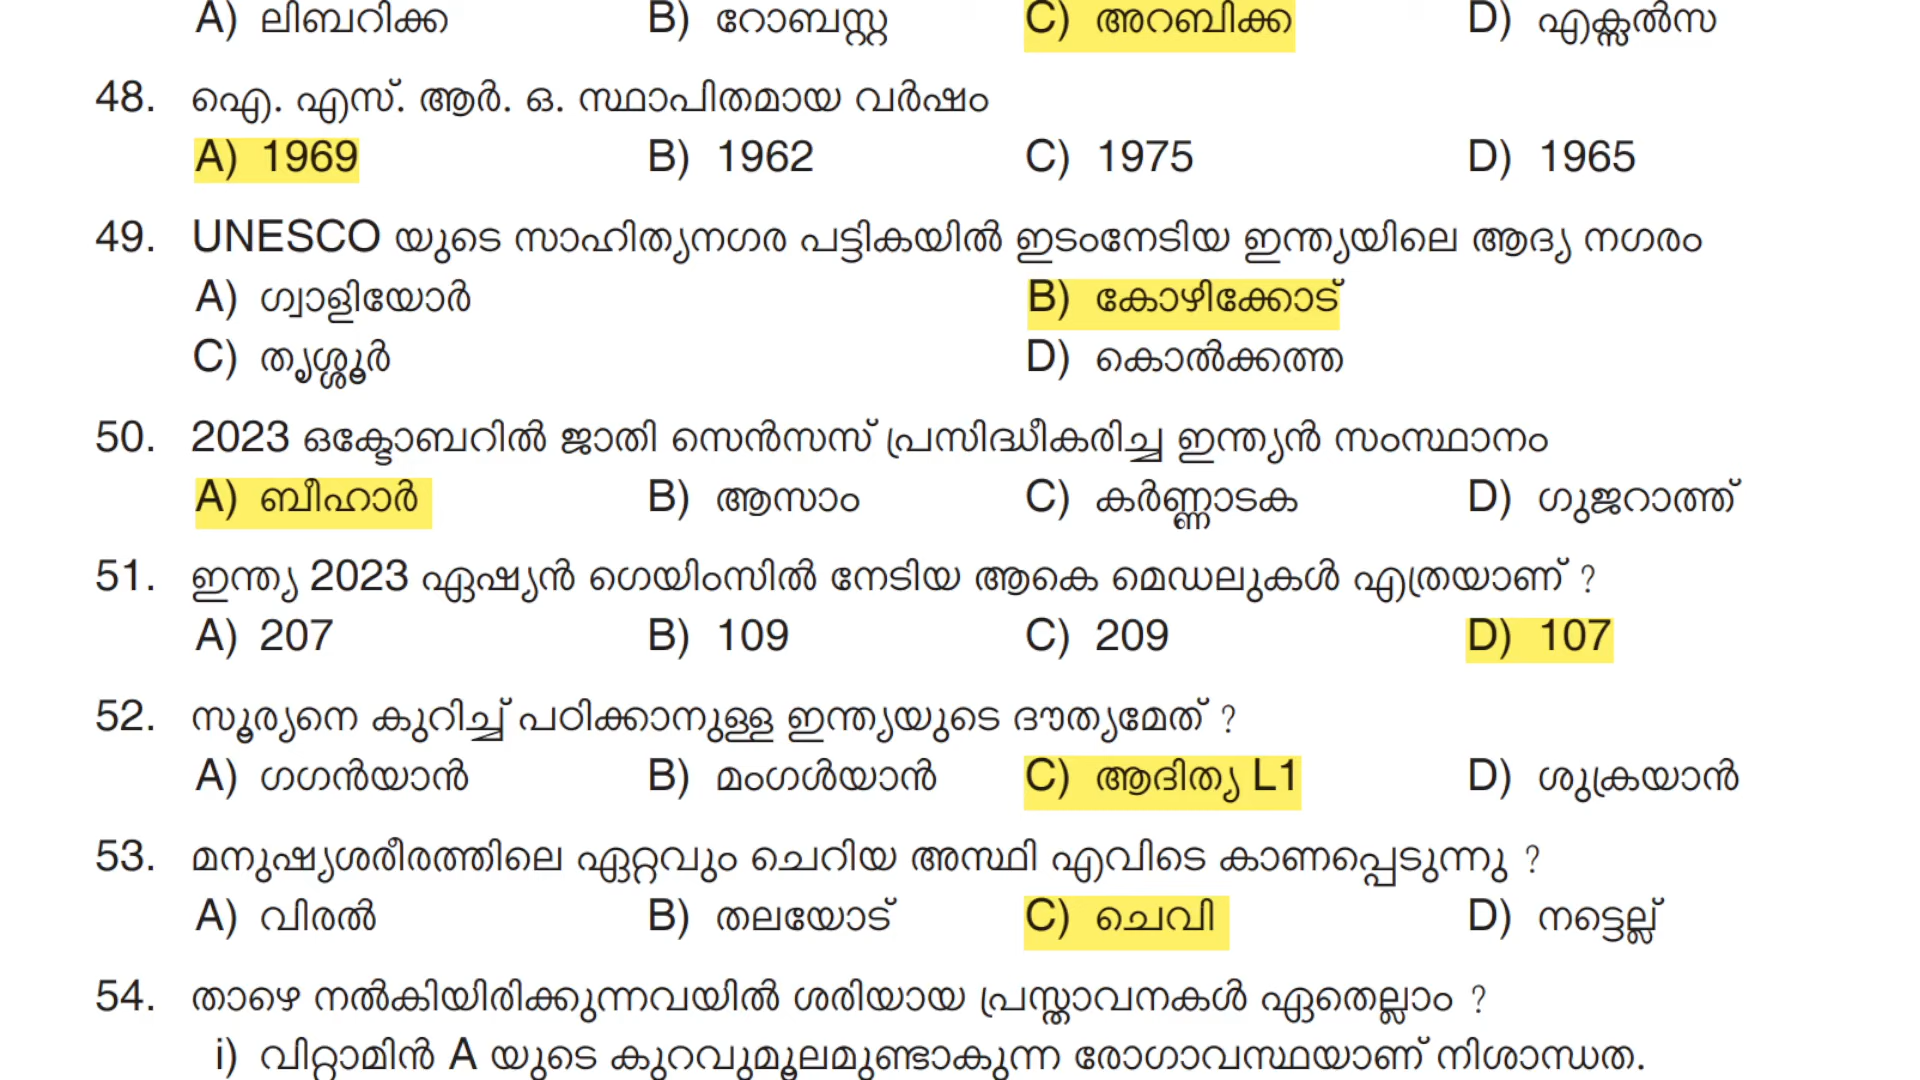 A) ലിബറിക്ക B) റോബസ്റ്റ C) അറബിക്ക D) എക്സൽസ
48. ഐ. എസ്. ആർ. ഒ. സ്ഥാപിതമായ വർഷം
A) 1969 B) 1962 C) 1975 D) 1965
49. UNESCO യുടെ സാഹിത്യനഗര പട്ടികയിൽ ഇടംനേടിയ ഇന്ത്യയിലെ ആദ്യ നഗരം
A) ഗ്വാളിയോർ B) കോഴിക്കോട്
C) തൃശ്ശൂർ D) കൊൽക്കത്ത
50. 2023 ഒക്ടോബറിൽ ജാതി സെൻസസ് പ്രസിദ്ധീകരിച്ച ഇന്ത്യൻ സംസ്ഥാനം
A) ബീഹാർ B) ആസാം C) കർണ്ണാടക D) ഗുജറാത്ത്
51. ഇന്ത്യ 2023 ഏഷ്യൻ ഗെയിംസിൽ നേടിയ ആകെ മെഡലുകൾ എത്രയാണ് ?
A) 207 B) 109 C) 209 D) 107
52. സൂര്യനെ കുറിച്ച് പഠിക്കാനുള്ള ഇന്ത്യയുടെ ദൗത്യമേത് ?
A) ഗഗൻയാൻ B) മംഗൾയാൻ C) ആദിത്യ L1 D) ശുക്രയാൻ
53. മനുഷ്യശരീരത്തിലെ ഏറ്റവും ചെറിയ അസ്ഥി എവിടെ കാണപ്പെടുന്നു ?
A) വിരൽ B) തലയോട് C) ചെവി D) നട്ടെല്ല്
54. താഴെ നൽകിയിരിക്കുന്നവയിൽ ശരിയായ പ്രസ്താവനകൾ ഏതെല്ലാം ?
i) വിറ്റാമിൻ A യുടെ കുറവുമൂലമുണ്ടാകുന്ന രോഗാവസ്ഥയാണ് നിശാന്ധത.